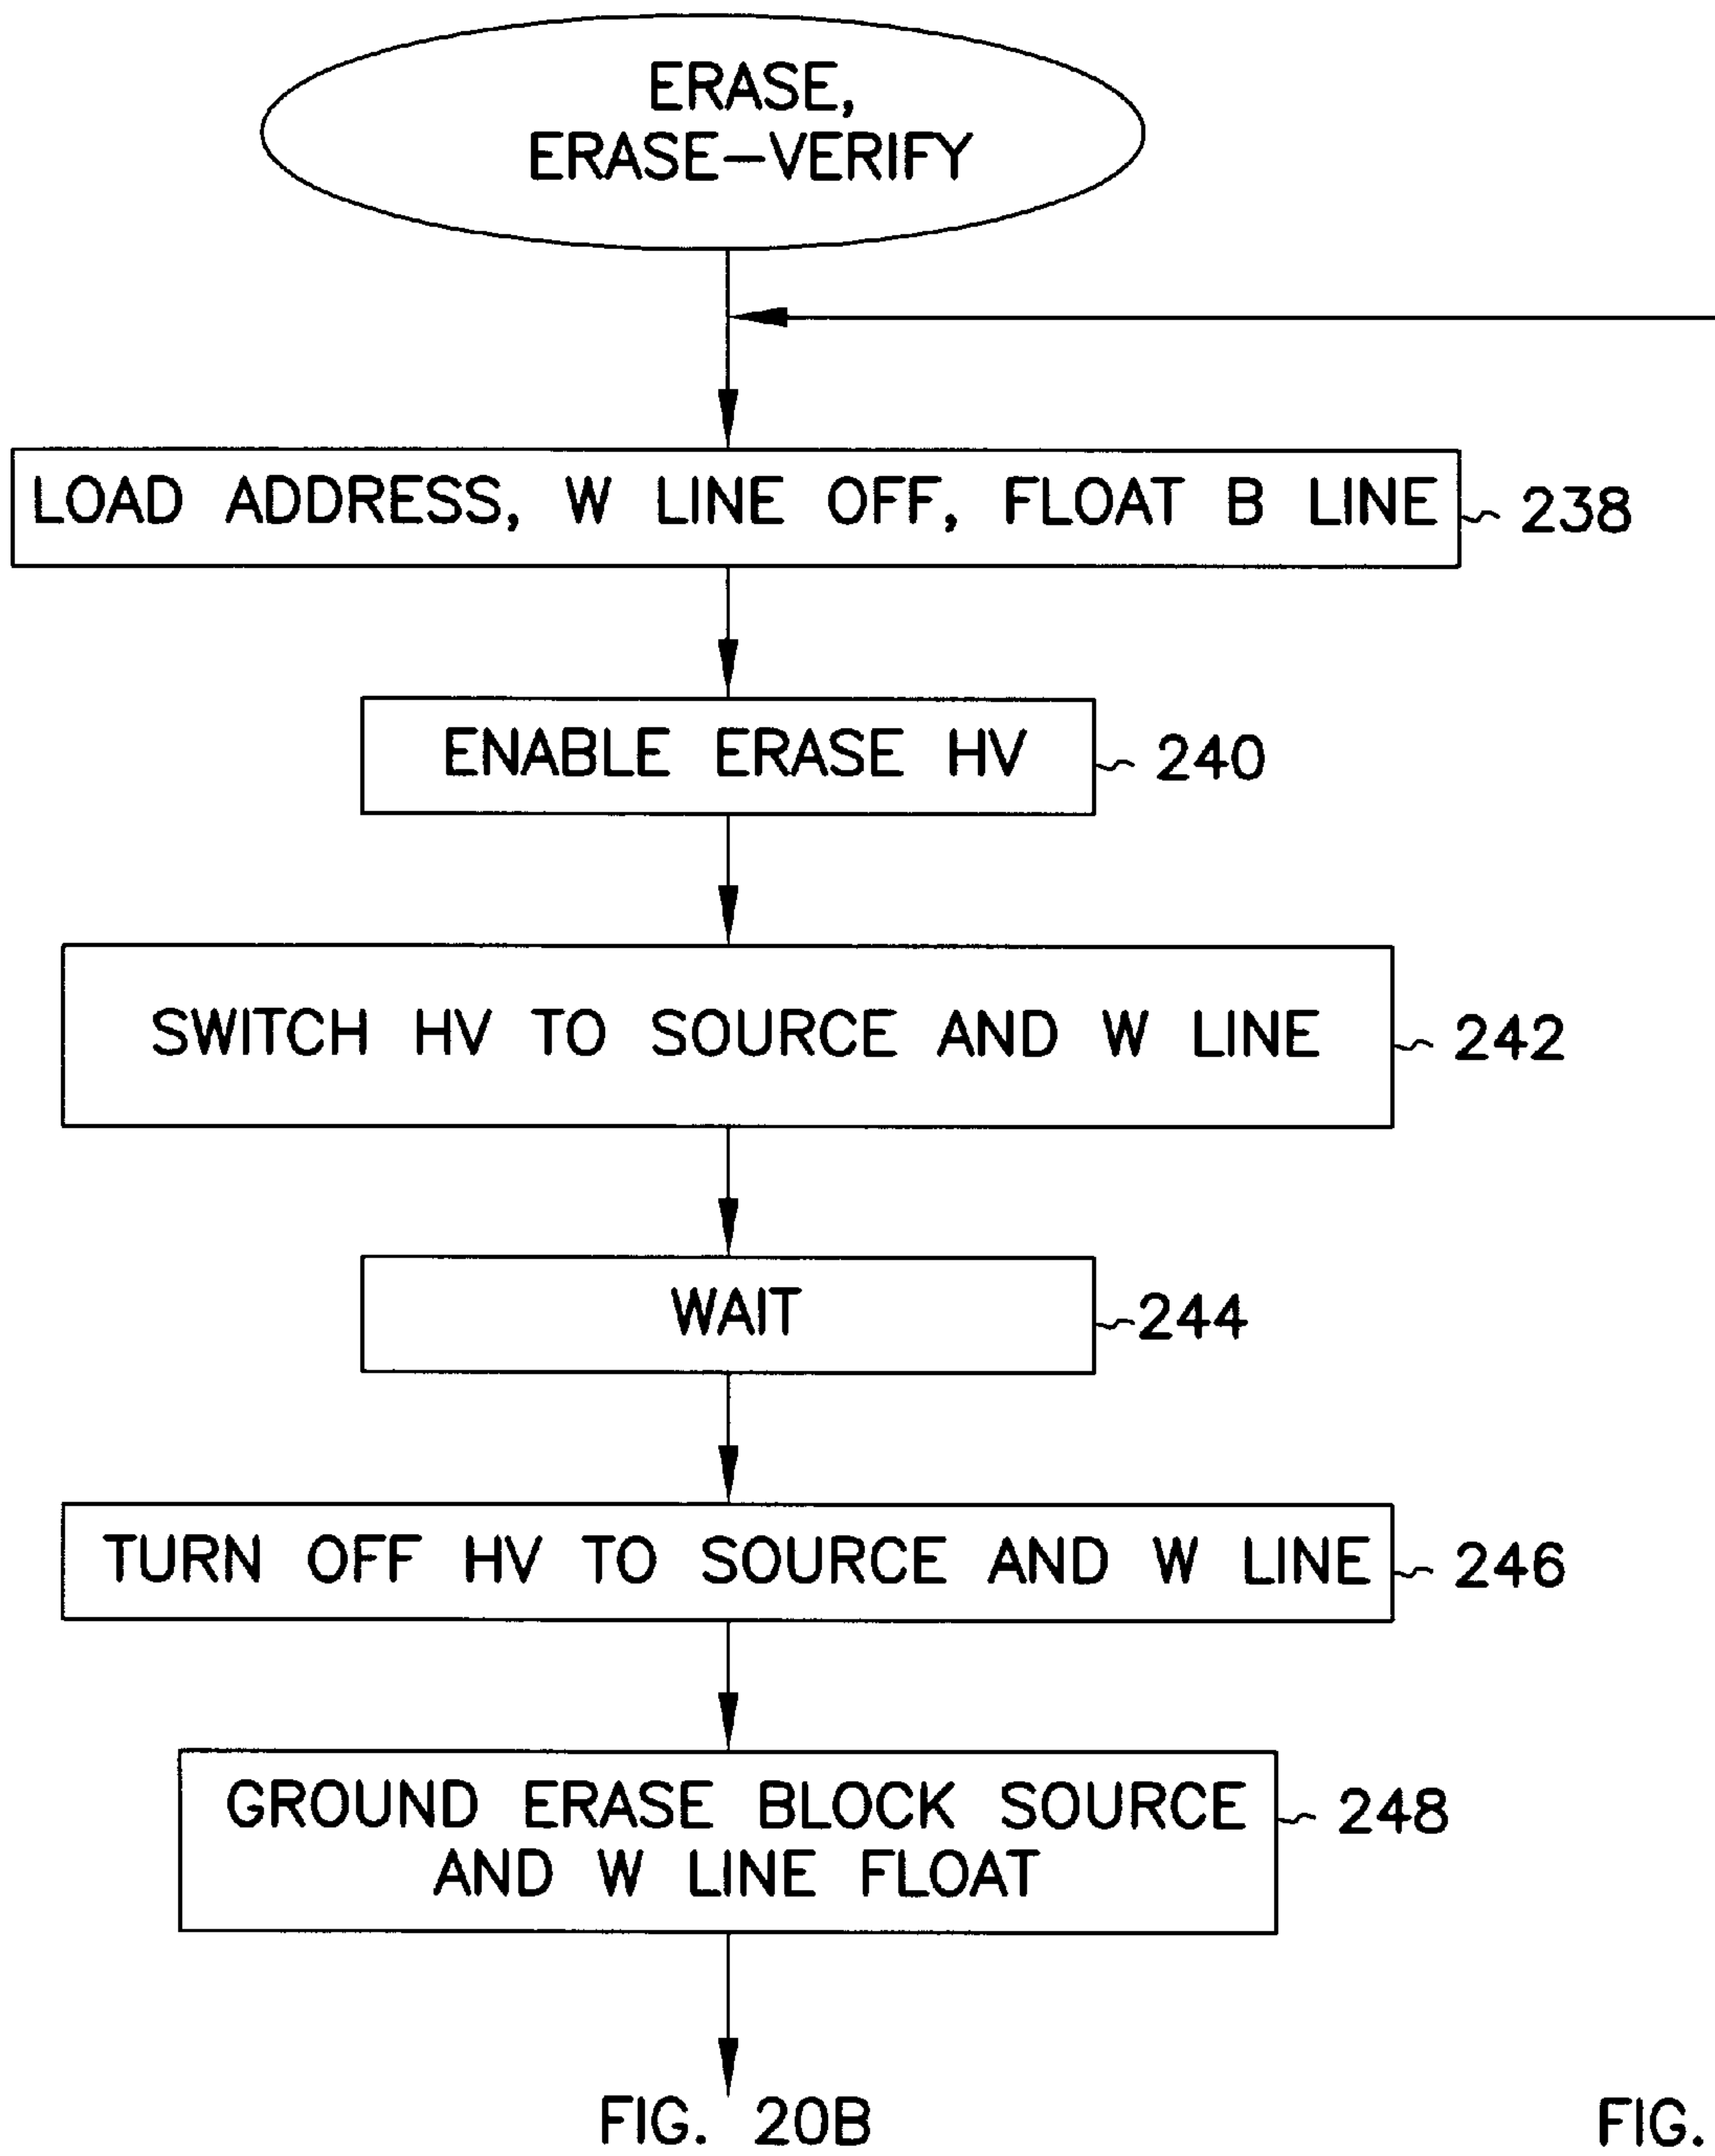 ERASE,
ERASE-VERIFY
LOAD ADDRESS, W LINE OFF, FLOAT B LINE
238
ENABLE ERASE HV
240
SWITCH HV TO SOURCE AND W LINE
242
WAIT
244
TURN OFF HV TO SOURCE AND W LINE
246
GROUND ERASE BLOCK SOURCE
AND W LINE FLOAT
248
FIG. 20B
FIG.